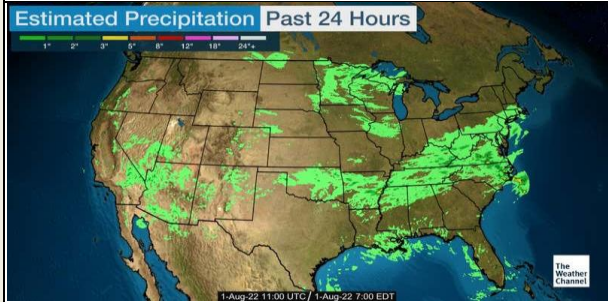 Estimated Precipitation Past 24 Hours
1" 2" 3" 5" 8" 12" 18" 24"+
The
Weather
Channel
1-Aug-22 11:00 UTC / 1-Aug-22 7:00 EDT